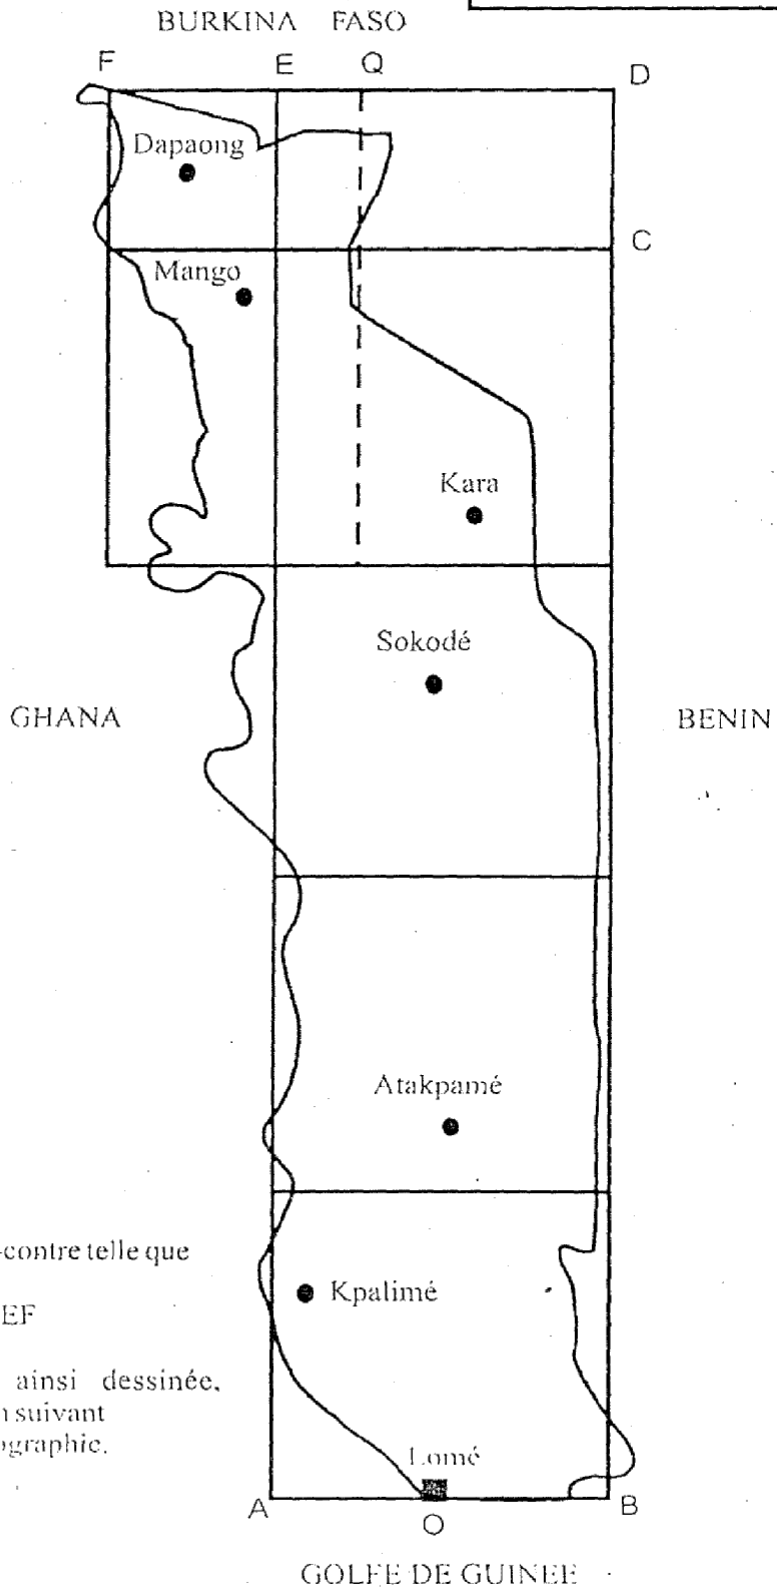 BURKINA FASO
F E Q D
Dapaong
C
Mango
Kara
Sokodé
GHANA
BENIN
Atakpamé
-contre telle que
Kpalimé
EF
ainsi dessinée,
suivant
ographie.
Lomé
A B
O
GOLFE DE GUINEE